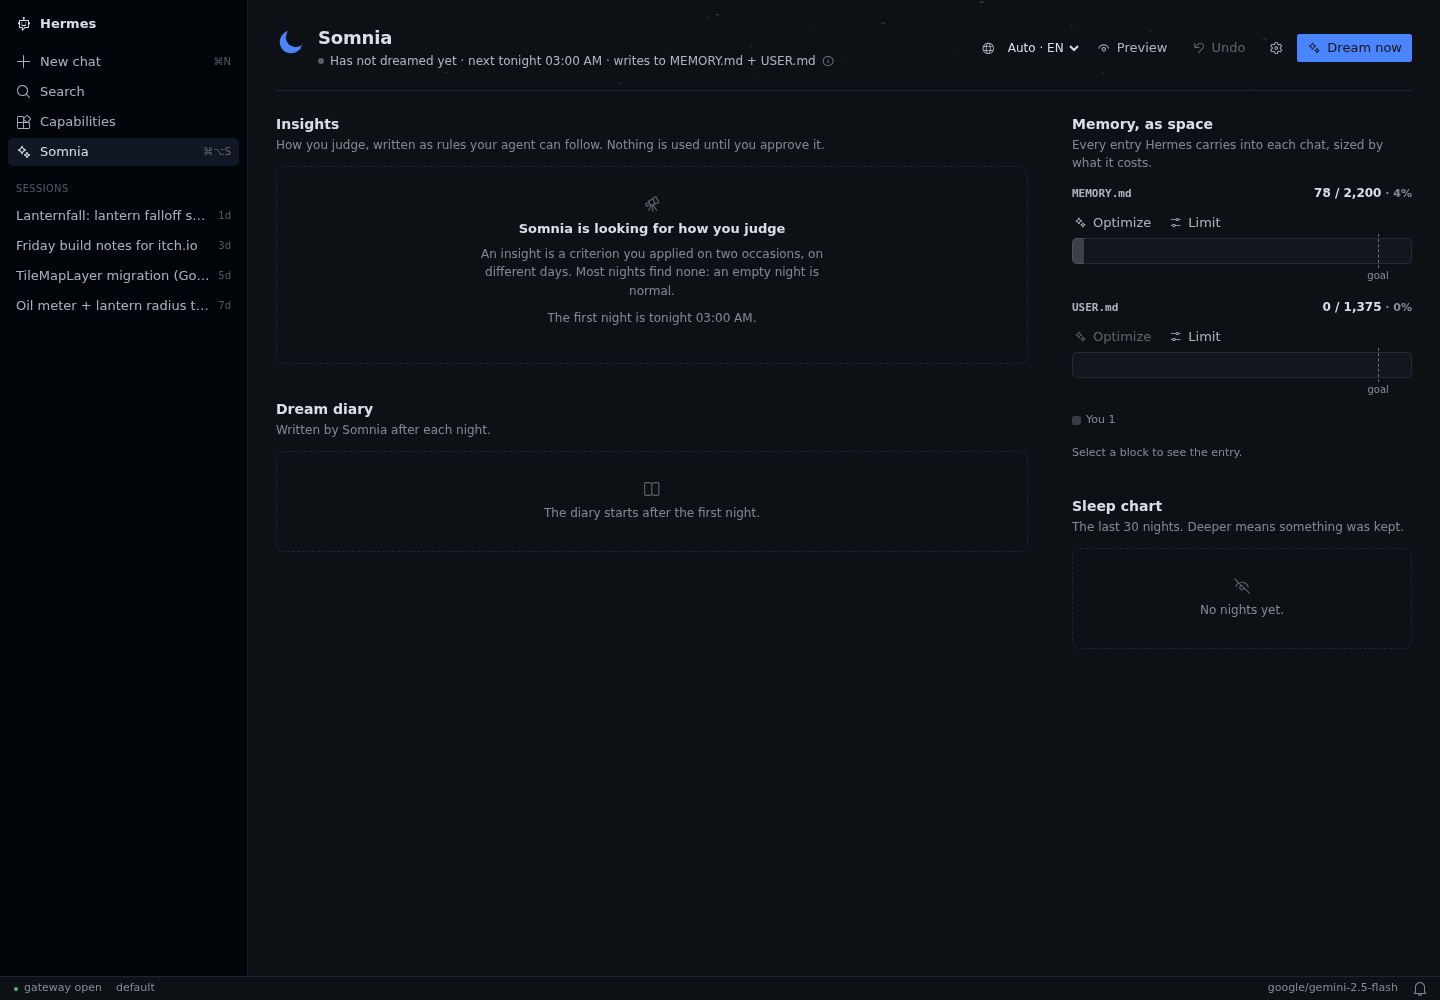 Hermes
New chat ⌘N
Search
Capabilities
Somnia ⌘⌥S
SESSIONS
Lanternfall: lantern falloff s… 1d
Friday build notes for itch.io 3d
TileMapLayer migration (Go… 5d
Oil meter + lantern radius t… 7d
Somnia
Has not dreamed yet · next tonight 03:00 AM · writes to MEMORY.md + USER.md
Auto · EN
Preview
Undo
Dream now
Insights
How you judge, written as rules your agent can follow. Nothing is used until you approve it.
Somnia is looking for how you judge
An insight is a criterion you applied on two occasions, on
different days. Most nights find none: an empty night is
normal.
The first night is tonight 03:00 AM.
Dream diary
Written by Somnia after each night.
The diary starts after the first night.
Memory, as space
Every entry Hermes carries into each chat, sized by
what it costs.
MEMORY.md 78 / 2,200 · 4%
Optimize Limit
goal
USER.md 0 / 1,375 · 0%
Optimize Limit
goal
You 1
Select a block to see the entry.
Sleep chart
The last 30 nights. Deeper means something was kept.
No nights yet.
gateway open default
google/gemini-2.5-flash